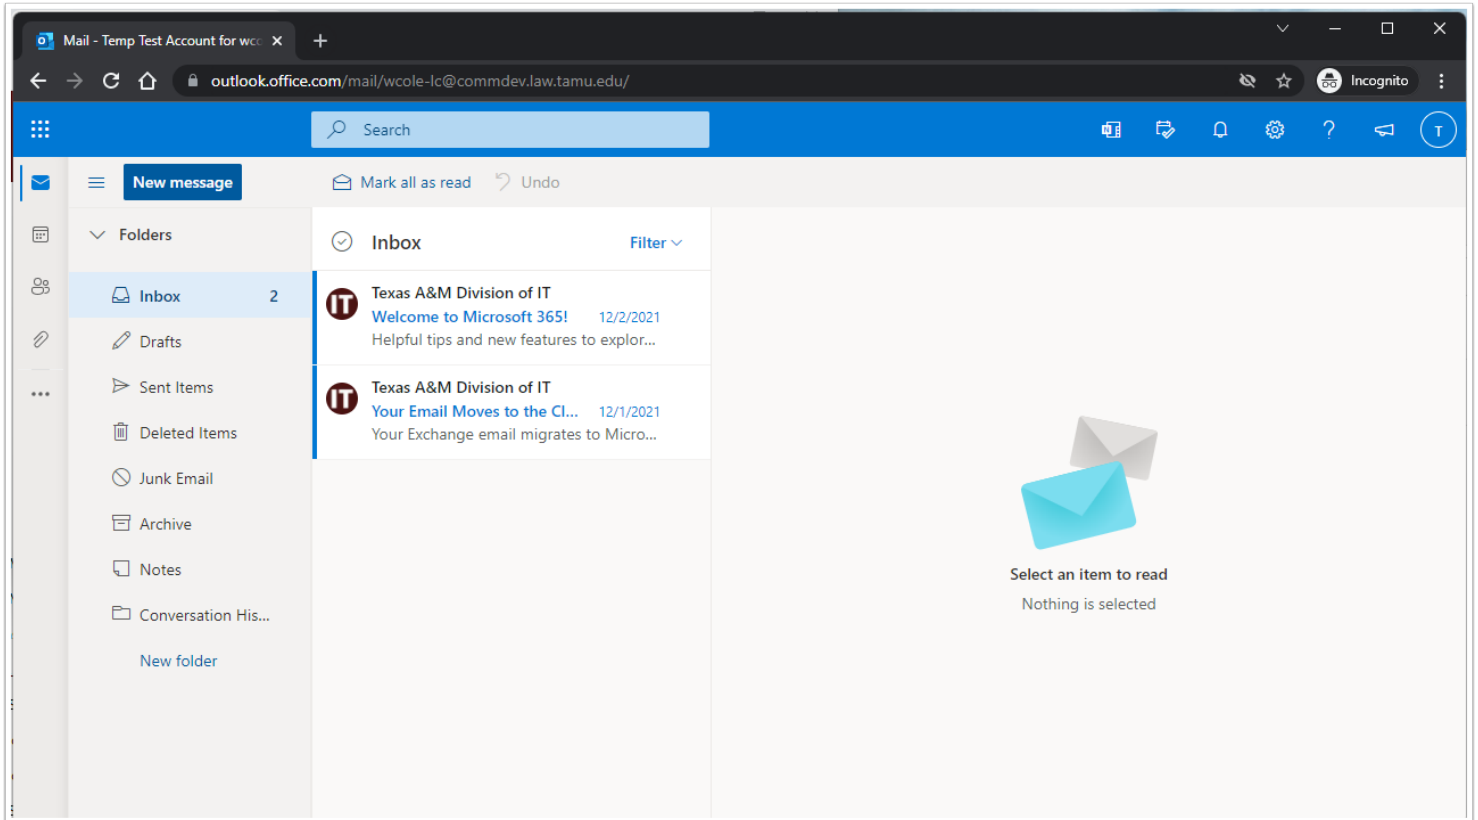 Mail - Temp Test Account for wc
outlook.office.com/mail/wcole-lc@commdev.law.tamu.edu/
Incognito
Search
T
New message
Mark all as read
Undo
Folders
Inbox 2
Drafts
Sent Items
Deleted Items
Junk Email
Archive
Notes
Conversation His...
New folder
Inbox
Filter
IT
Texas A&M Division of IT
Welcome to Microsoft 365! 12/2/2021
Helpful tips and new features to explor...
IT
Texas A&M Division of IT
Your Email Moves to the Cl... 12/1/2021
Your Exchange email migrates to Micro...
Select an item to read
Nothing is selected